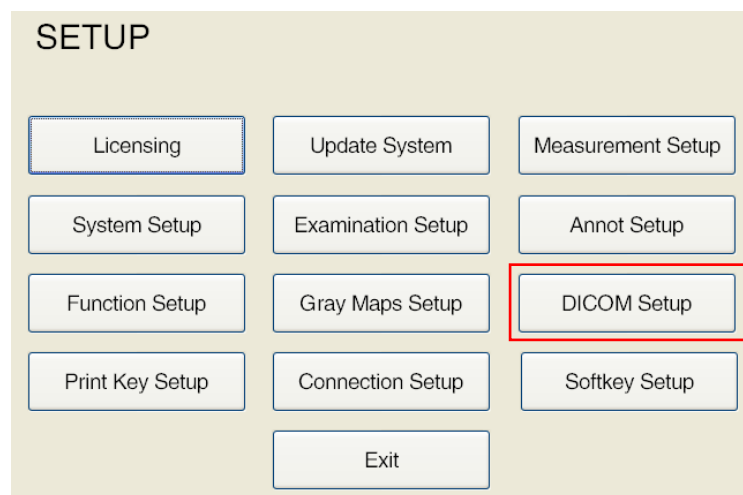 SETUP
Licensing Update System Measurement Setup
System Setup Examination Setup Annot Setup
Function Setup Gray Maps Setup DICOM Setup
Print Key Setup Connection Setup Softkey Setup
Exit